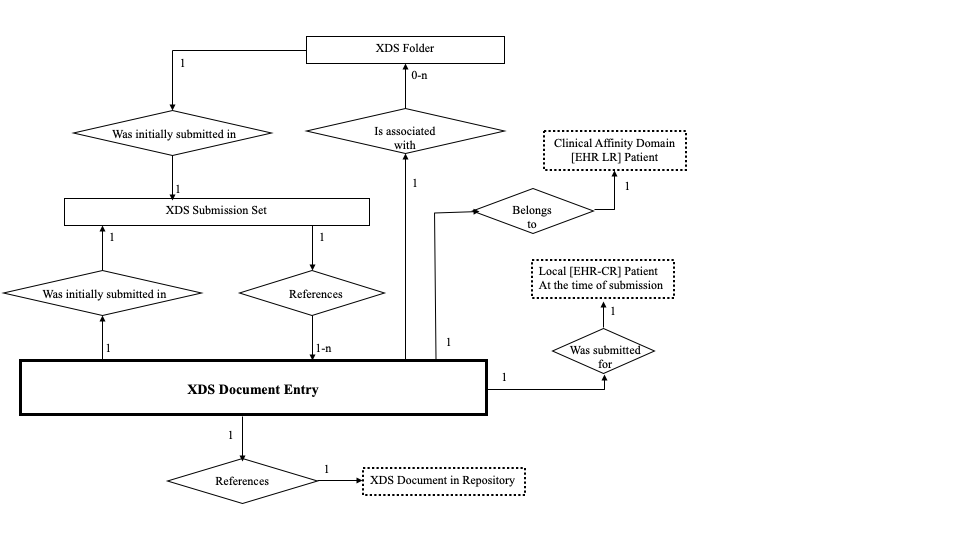 XDS Folder
1
0-n
Was initially submitted in
Is associated
with
Clinical Affinity Domain
[EHR LR] Patient
1
1
1
XDS Submission Set
Belongs
to
1
1
Local [EHR-CR] Patient
At the time of submission
Was initially submitted in
References
1
1
1-n
1
Was submitted
for
1
XDS Document Entry
1
1
References
XDS Document in Repository